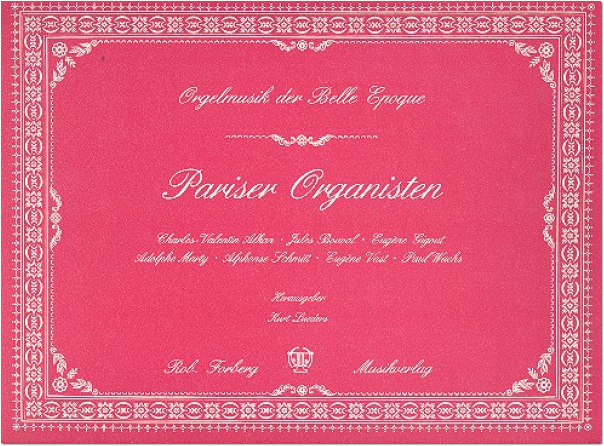 Orgelmusik der Belle Epoque
Pariser Organisten
Charles-Valentin Alkan · Jules Bouval · Eugène Gigout
Adolphe Marty · Alphonse Schmitt · Eugène Vast · Paul Wachs
Herausgeber
Kurt Lueders
Rob. Forberg Musikverlag